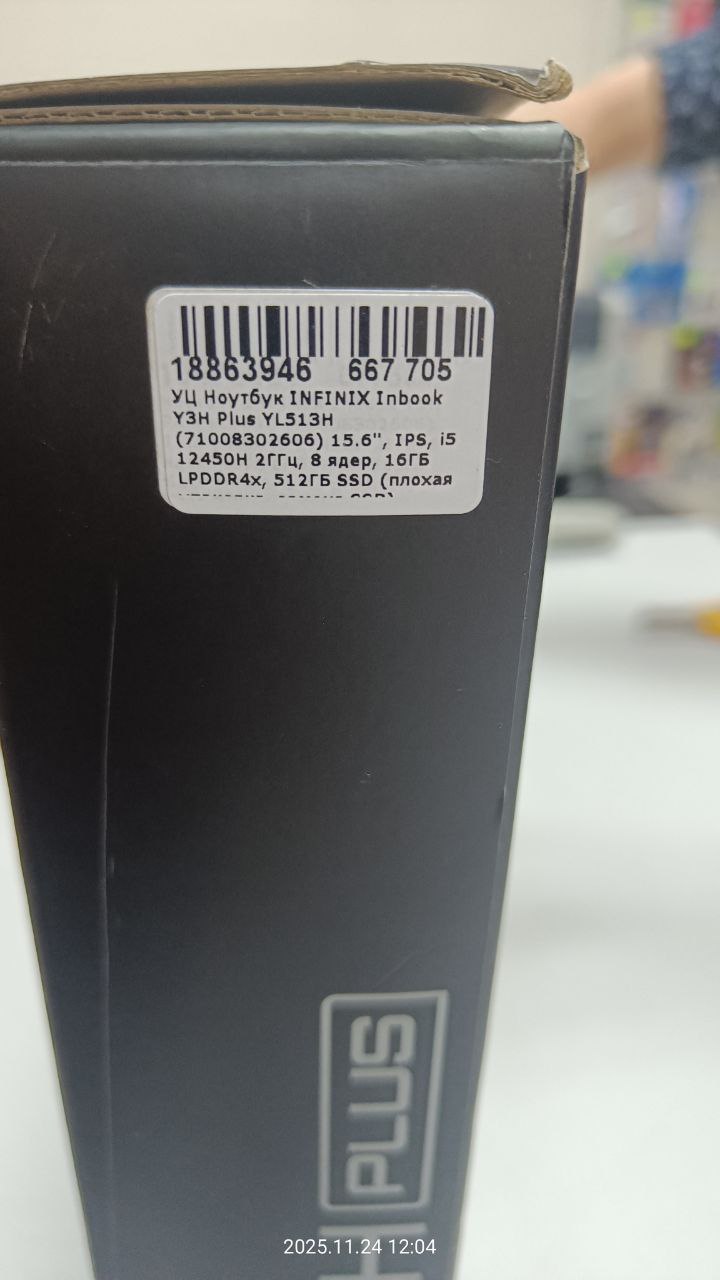 18863946 667 705
УЦ Ноутбук INFINIX Inbook
Y3H Plus YL513H
(71008302606) 15.6", IPS, i5
12450H 2ГГц, 8 ядер, 16ГБ
LPDDR4x, 512ГБ SSD (плохая
H PLUS
2025.11.24 12:04